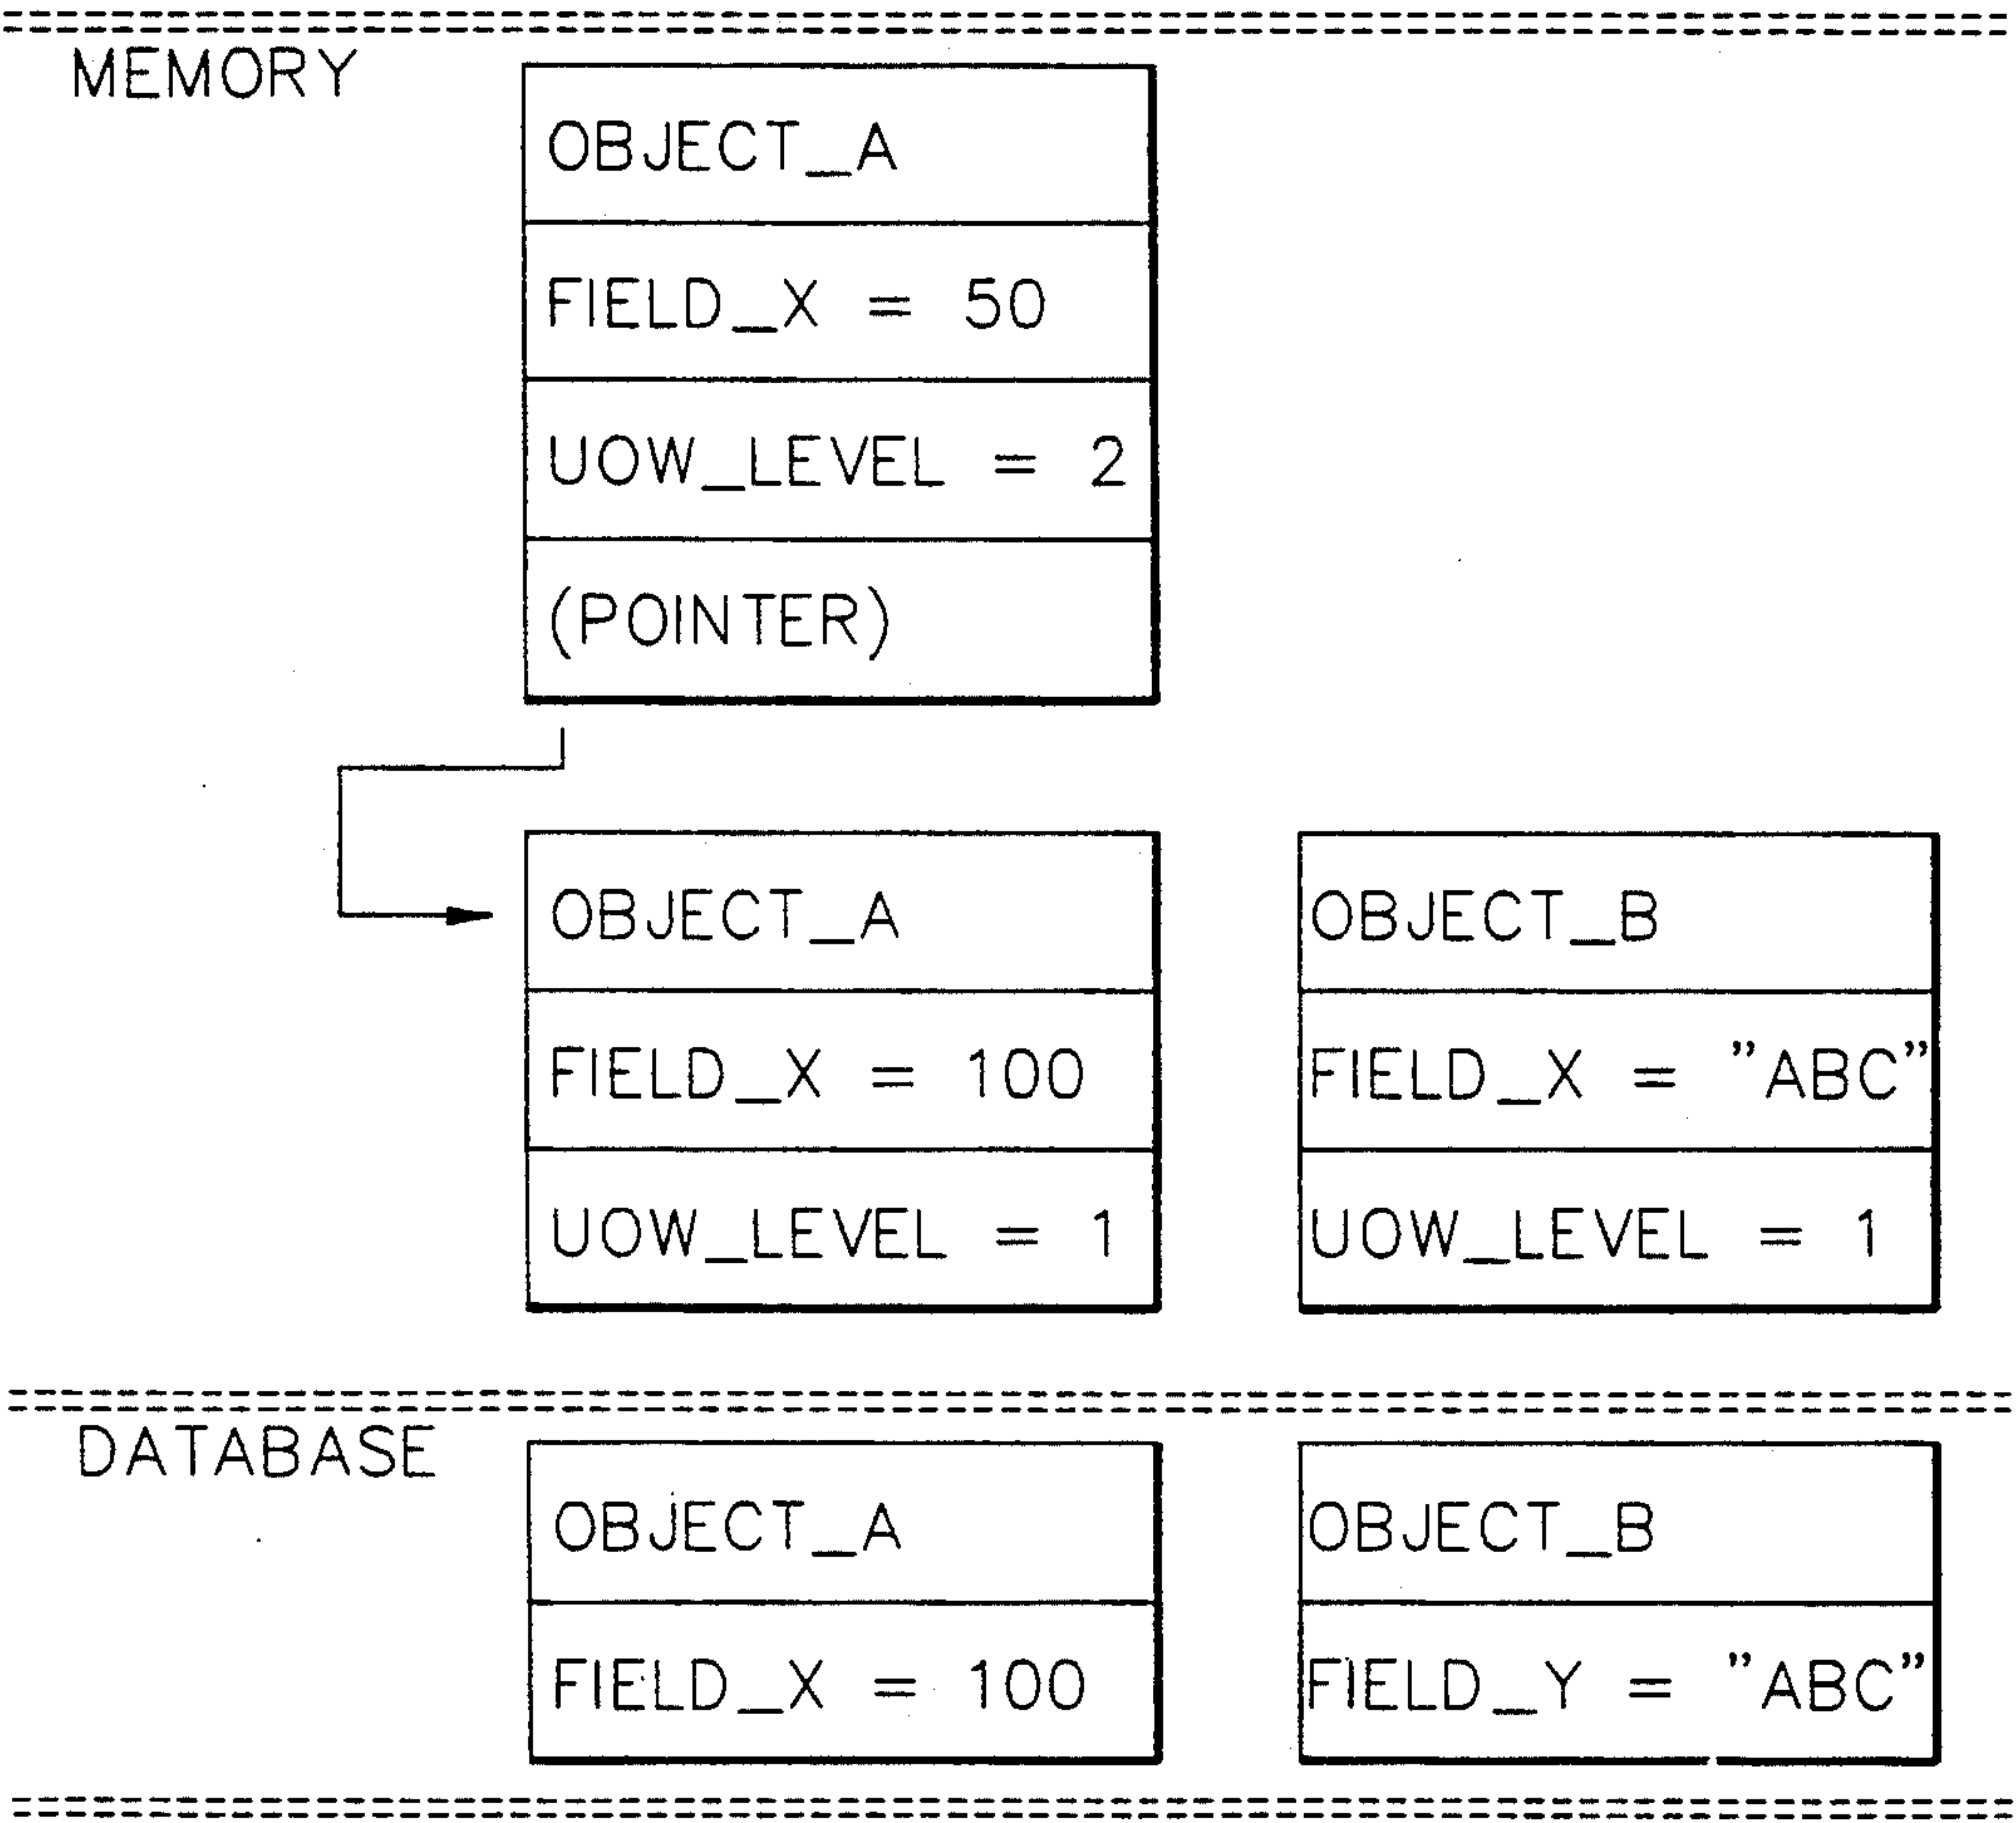 MEMORY
OBJECT_A
FIELD_X = 50
UOW_LEVEL = 2
(POINTER)
OBJECT_A
FIELD_X = 100
UOW_LEVEL = 1
OBJECT_B
FIELD_X = ”ABC”
UOW_LEVEL = 1
DATABASE
OBJECT_A
FIELD_X = 100
OBJECT_B
FIELD_Y = ”ABC”